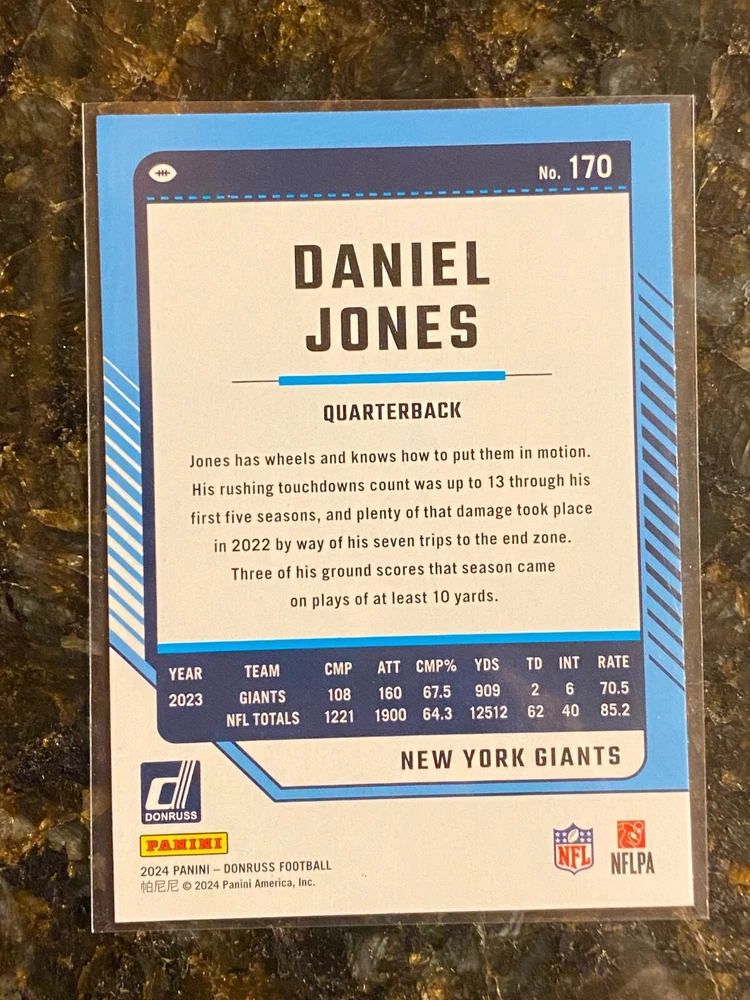 No. 170
DANIEL
JONES
QUARTERBACK
Jones has wheels and knows how to put them in motion.
His rushing touchdowns count was up to 13 through his
first five seasons, and plenty of that damage took place
in 2022 by way of his seven trips to the end zone.
Three of his ground scores that season came
on plays of at least 10 yards.
YEAR TEAM CMP ATT CMP% YDS TD INT RATE
2023 GIANTS 108 160 67.5 909 2 6 70.5
NFL TOTALS 1221 1900 64.3 12512 62 40 85.2
NEW YORK GIANTS
d
DONRUSS
PANINI
NFL
NFLPA
2024 PANINI – DONRUSS FOOTBALL
帕尼尼 © 2024 Panini America, Inc.